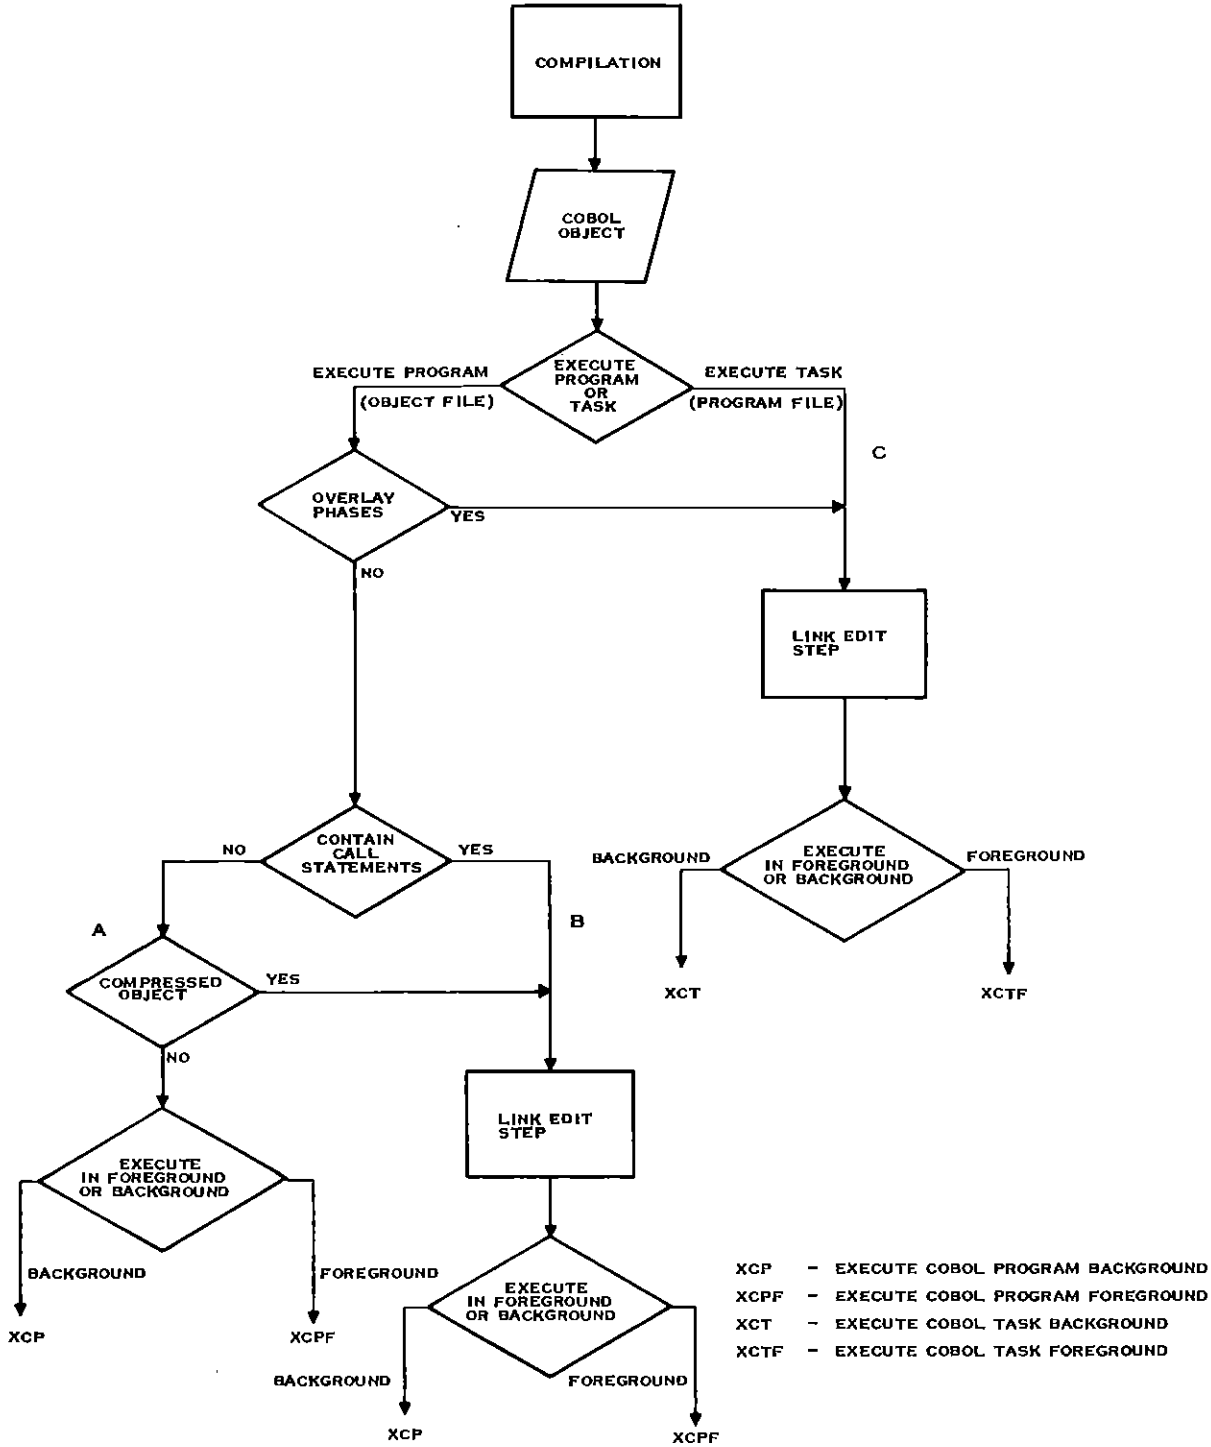 COMPILATION
COBOL
OBJECT
EXECUTE
PROGRAM
OR
TASK
EXECUTE PROGRAM
(OBJECT FILE)
EXECUTE TASK
(PROGRAM FILE)
C
OVERLAY
PHASES
YES
NO
LINK EDIT
STEP
CONTAIN
CALL
STATEMENTS
NO
YES
EXECUTE
IN FOREGROUND
OR BACKGROUND
BACKGROUND
FOREGROUND
XCT
XCTF
A
B
COMPRESSED
OBJECT
YES
NO
LINK EDIT
STEP
EXECUTE
IN FOREGROUND
OR BACKGROUND
BACKGROUND
FOREGROUND
XCP
XCPF
EXECUTE
IN FOREGROUND
OR BACKGROUND
BACKGROUND
FOREGROUND
XCP
XCPF
XCP - EXECUTE COBOL PROGRAM BACKGROUND
XCPF - EXECUTE COBOL PROGRAM FOREGROUND
XCT - EXECUTE COBOL TASK BACKGROUND
XCTF - EXECUTE COBOL TASK FOREGROUND